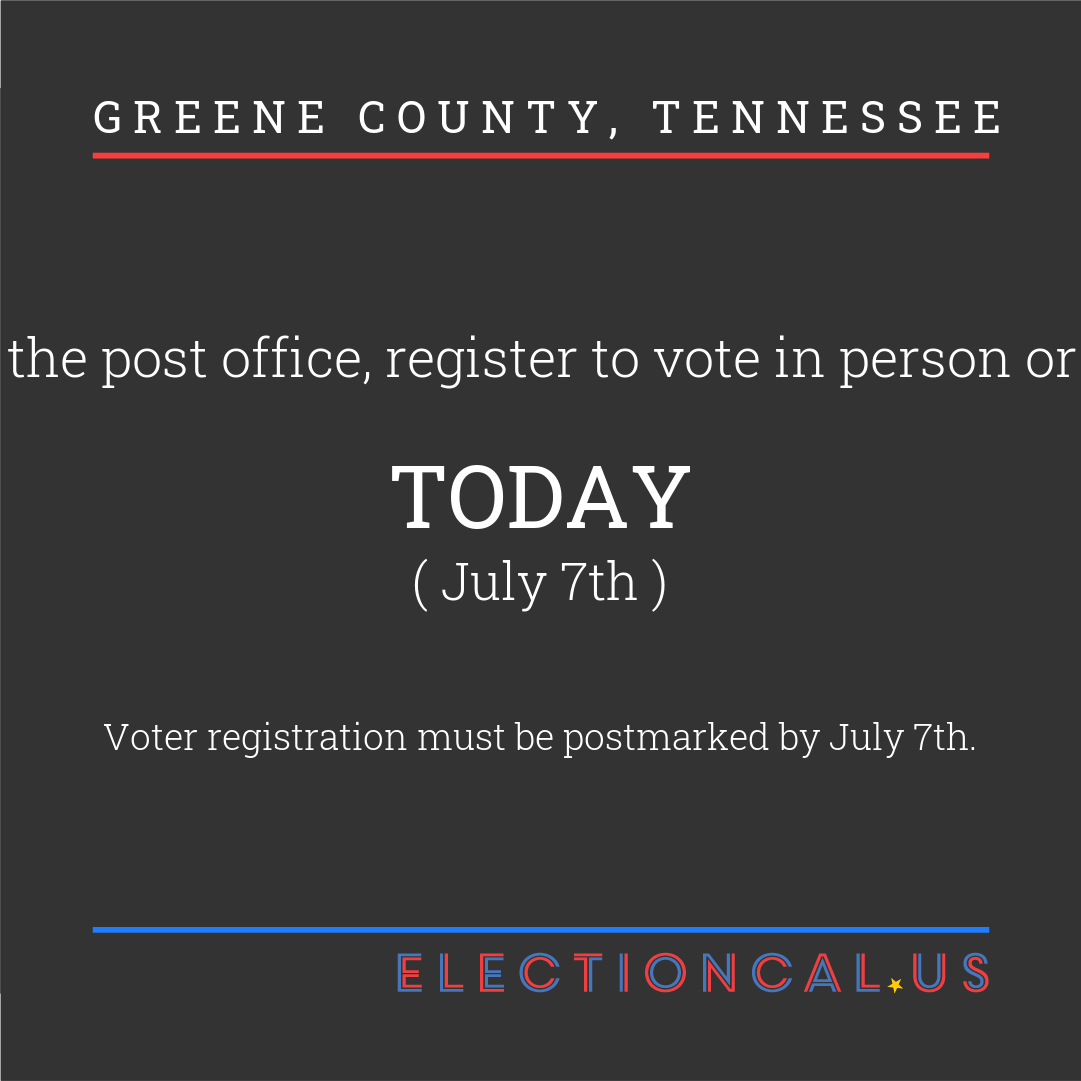 GREENE COUNTY, TENNESSEE
the post office, register to vote in person or
TODAY
( July 7th )
Voter registration must be postmarked by July 7th.
ELECTIONCAL.US